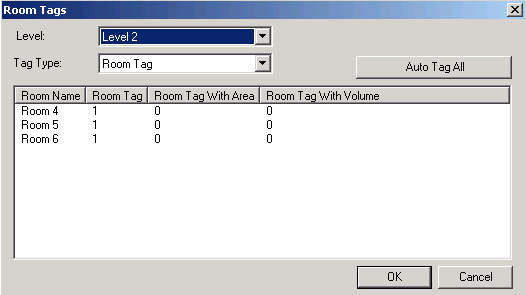 Room Tags
Level: Level 2
Tag Type: Room Tag
Auto Tag All
Room Name Room Tag Room Tag With Area Room Tag With Volume
Room 4 1 0 0
Room 5 1 0 0
Room 6 1 0 0
OK Cancel